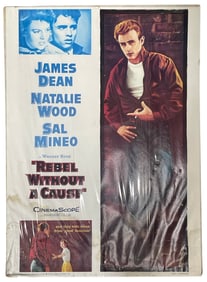 JAMES
DEAN
NATALIE
WOOD
SAL
MINEO
"REBEL
WITHOUT
A CAUSE"
CINEMASCOPE